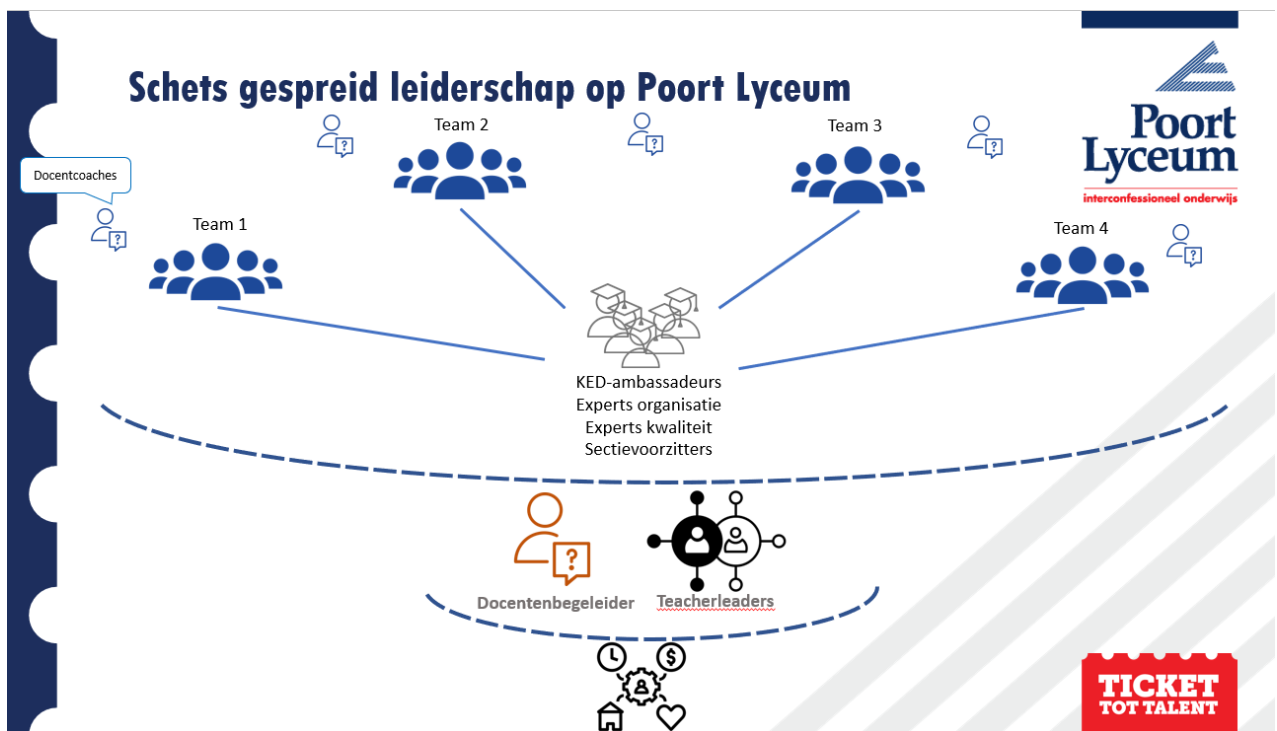 Schets gespreid leiderschap op Poort Lyceum
Poort
Lyceum
interconfessioneel onderwijs
Team 2
Team 3
Docentcoaches
Team 1
Team 4
?
?
?
?
?
KED-ambassadeurs
Experts organisatie
Experts kwaliteit
Sectievoorzitters
?
Docentenbegeleider
Teacherleaders
$
TICKET
TOT TALENT